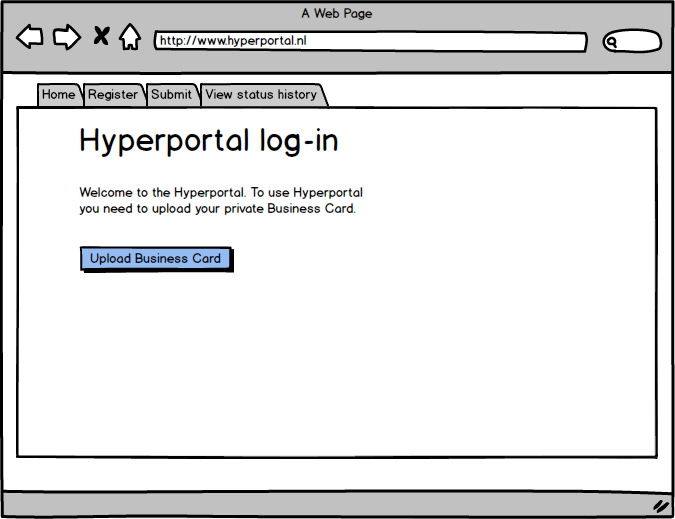 A Web Page
http://www.hyperportal.nl
Home Register Submit View status history
Hyperportal log-in
Welcome to the Hyperportal. To use Hyperportal
you need to upload your private Business Card.
Upload Business Card